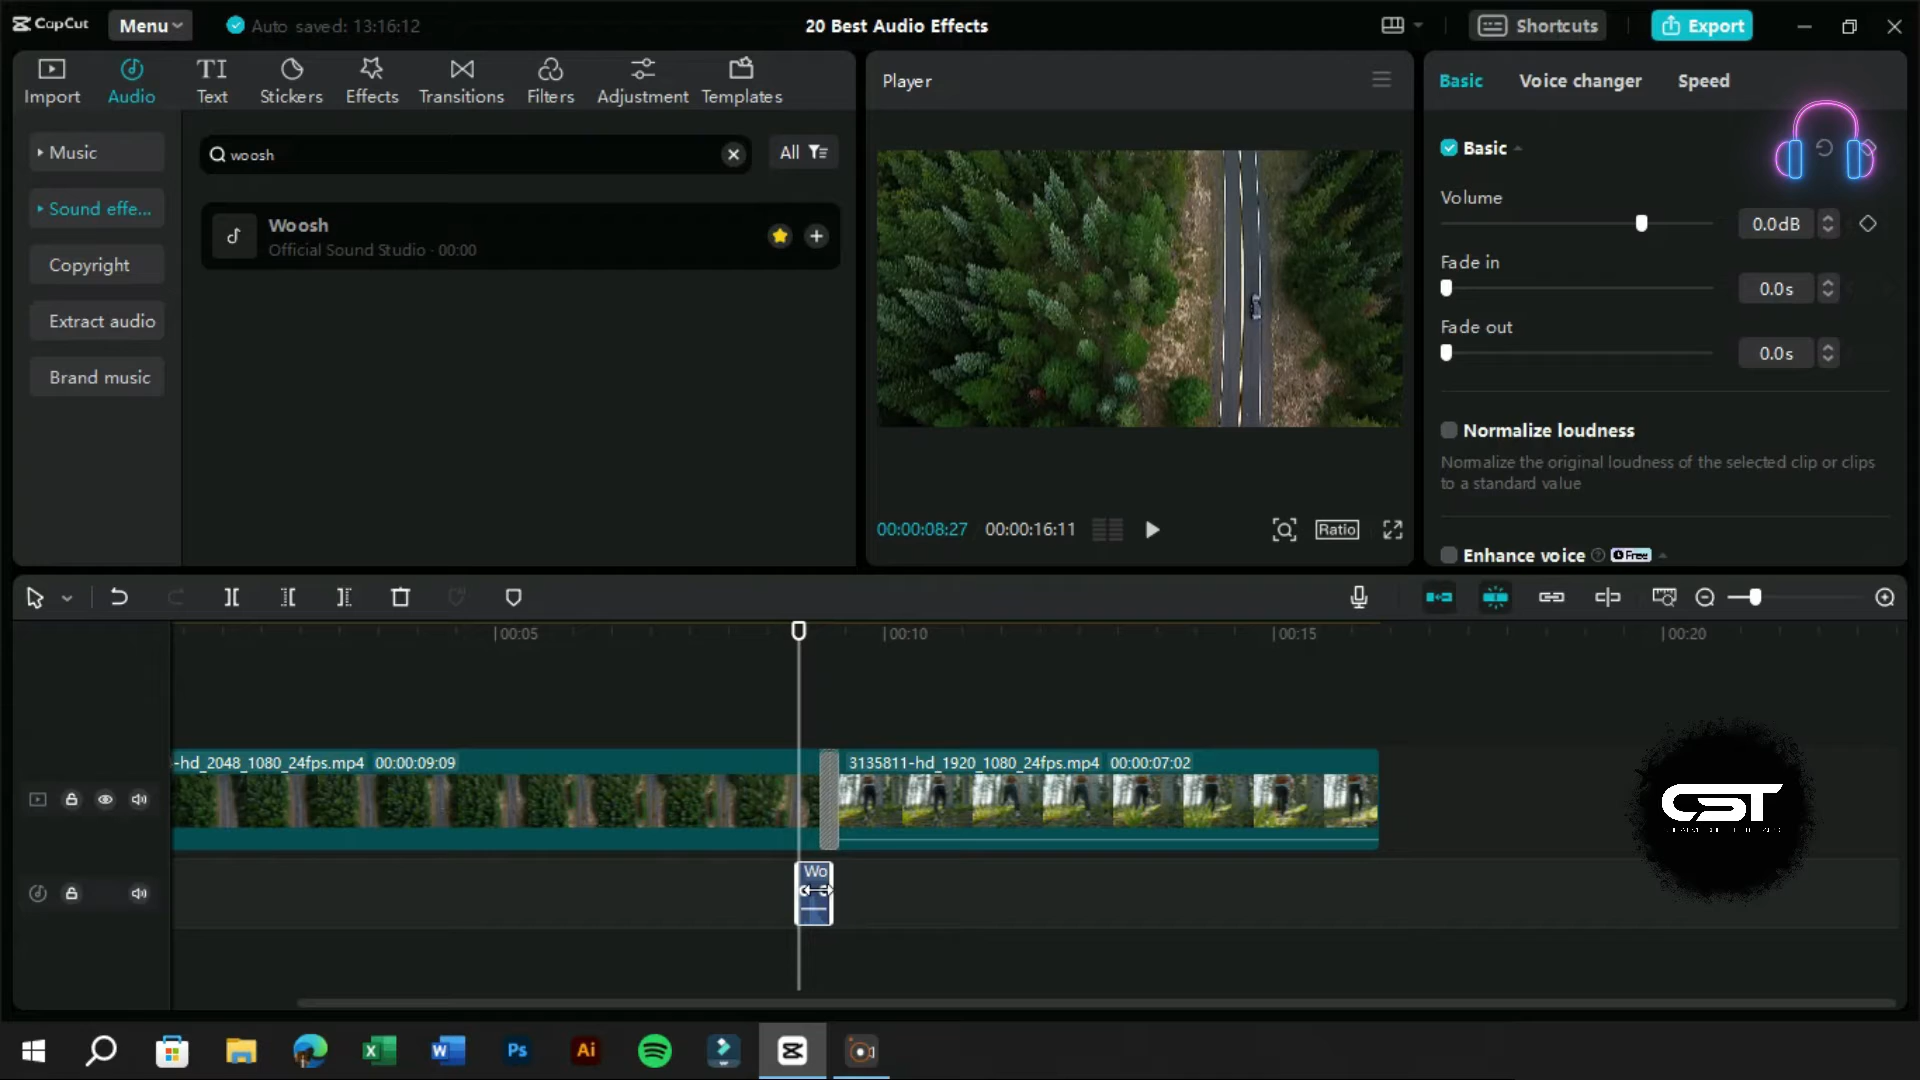 CapCut
Menu
Auto saved: 13:16:12
20 Best Audio Effects
Shortcuts
Export
Import
Audio
TI
Text
Stickers
Effects
Transitions
Filters
Adjustment
Templates
Music
Sound effe...
Copyright
Extract audio
Brand music
woosh
All
Woosh
Official Sound Studio · 00:00
Player
00:00:08:27
00:00:16:11
Ratio
Basic
Voice changer
Speed
Basic
Volume
0.0dB
Fade in
0.0s
Fade out
0.0s
Normalize loudness
Normalize the original loudness of the selected clip or clips
to a standard value
Enhance voice
Free
00:05
00:10
00:15
00:20
-hd_2048_1080_24fps.mp4 00:00:09:09
3135811-hd_1920_1080_24fps.mp4 00:00:07:02
Wo
CST
Ps
Ai